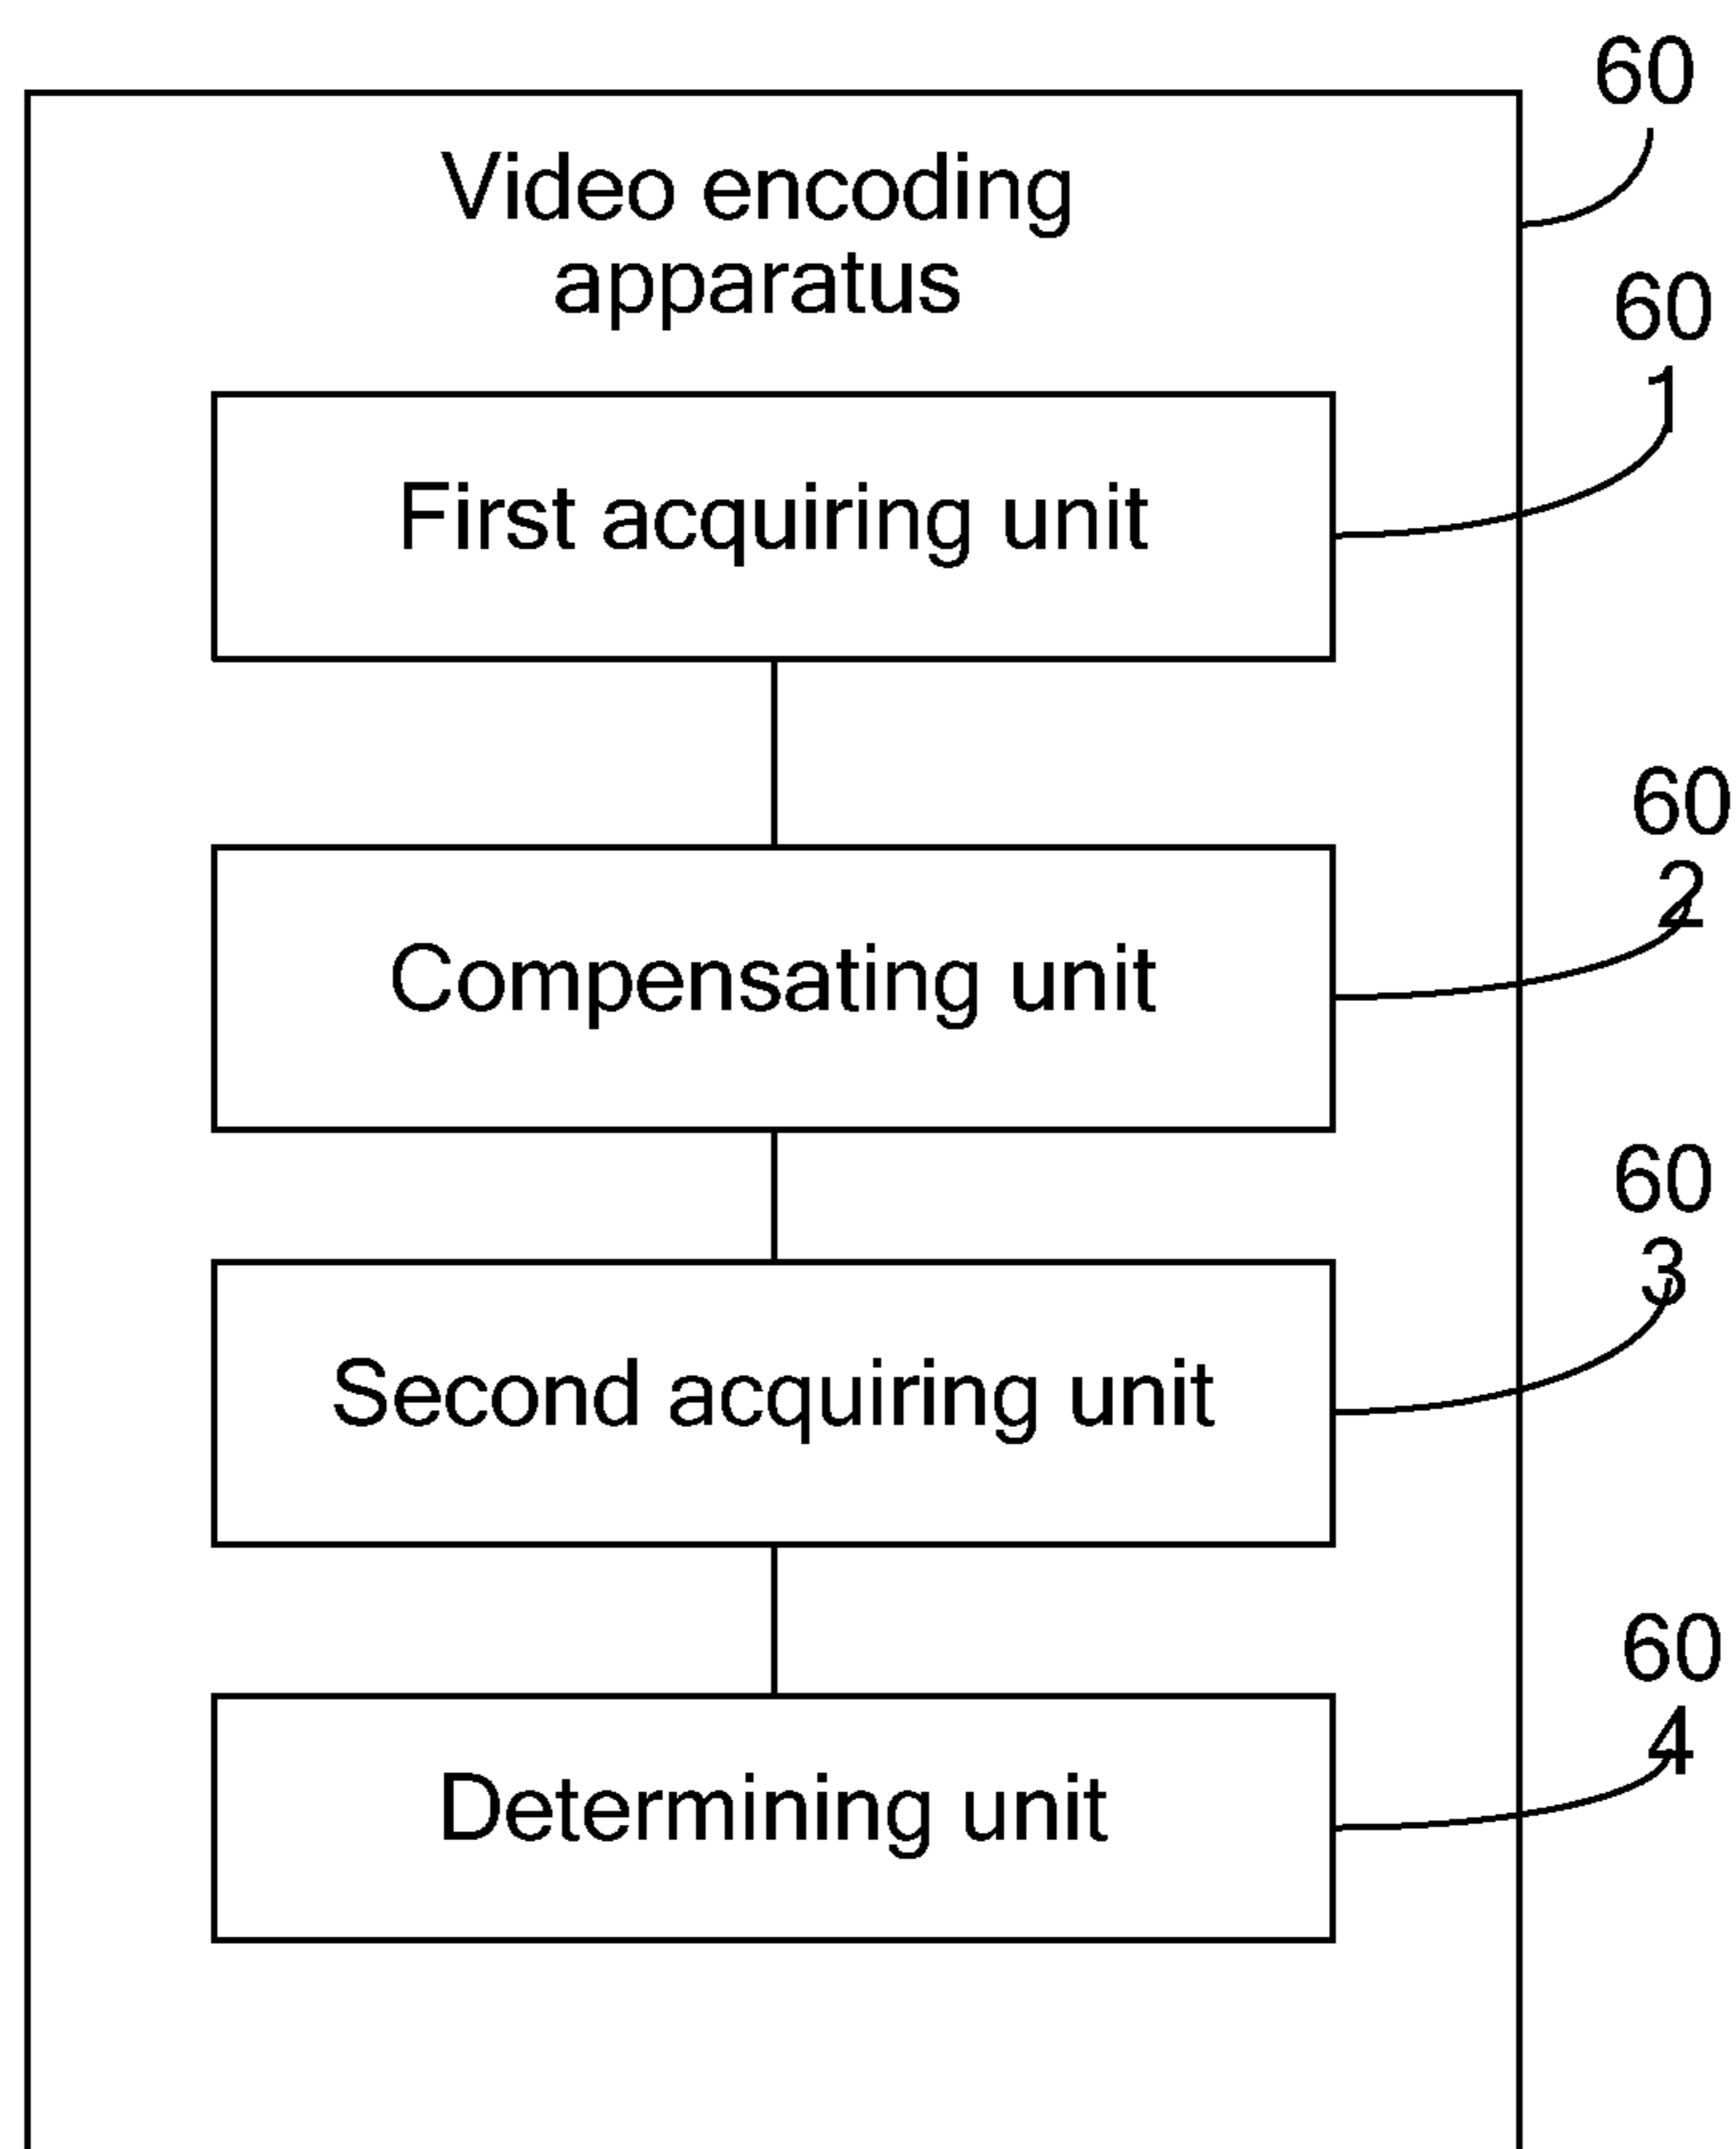 60
Video encoding
apparatus
60
1
First acquiring unit
60
2
Compensating unit
60
3
Second acquiring unit
60
4
Determining unit